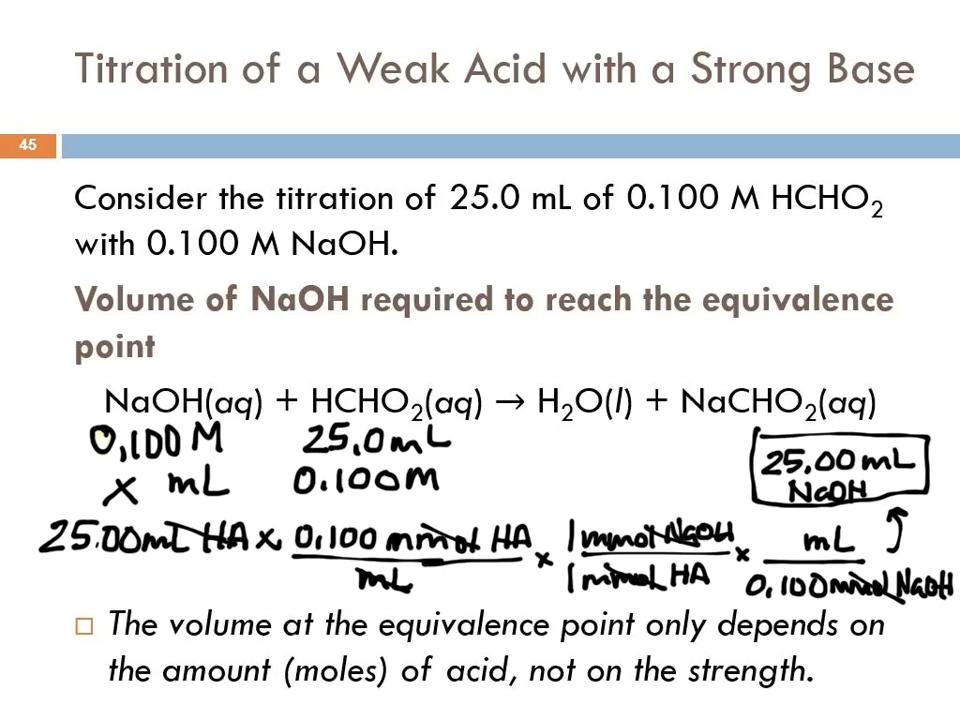 Titration of a Weak Acid with a Strong Base
45
Consider the titration of 25.0 mL of 0.100 M HCHO₂
with 0.100 M NaOH.
Volume of NaOH required to reach the equivalence
point
NaOH(aq) + HCHO₂(aq) → H₂O(l) + NaCHO₂(aq)
0.100 M 25.0 mL 25.00 mL
x mL 0.100 M NaOH
25.00 mL HA x 0.100 mmol HA x 1 mmol NaOH x mL
mL 1 mmol HA 0.100 mmol NaOH
The volume at the equivalence point only depends on
the amount (moles) of acid, not on the strength.